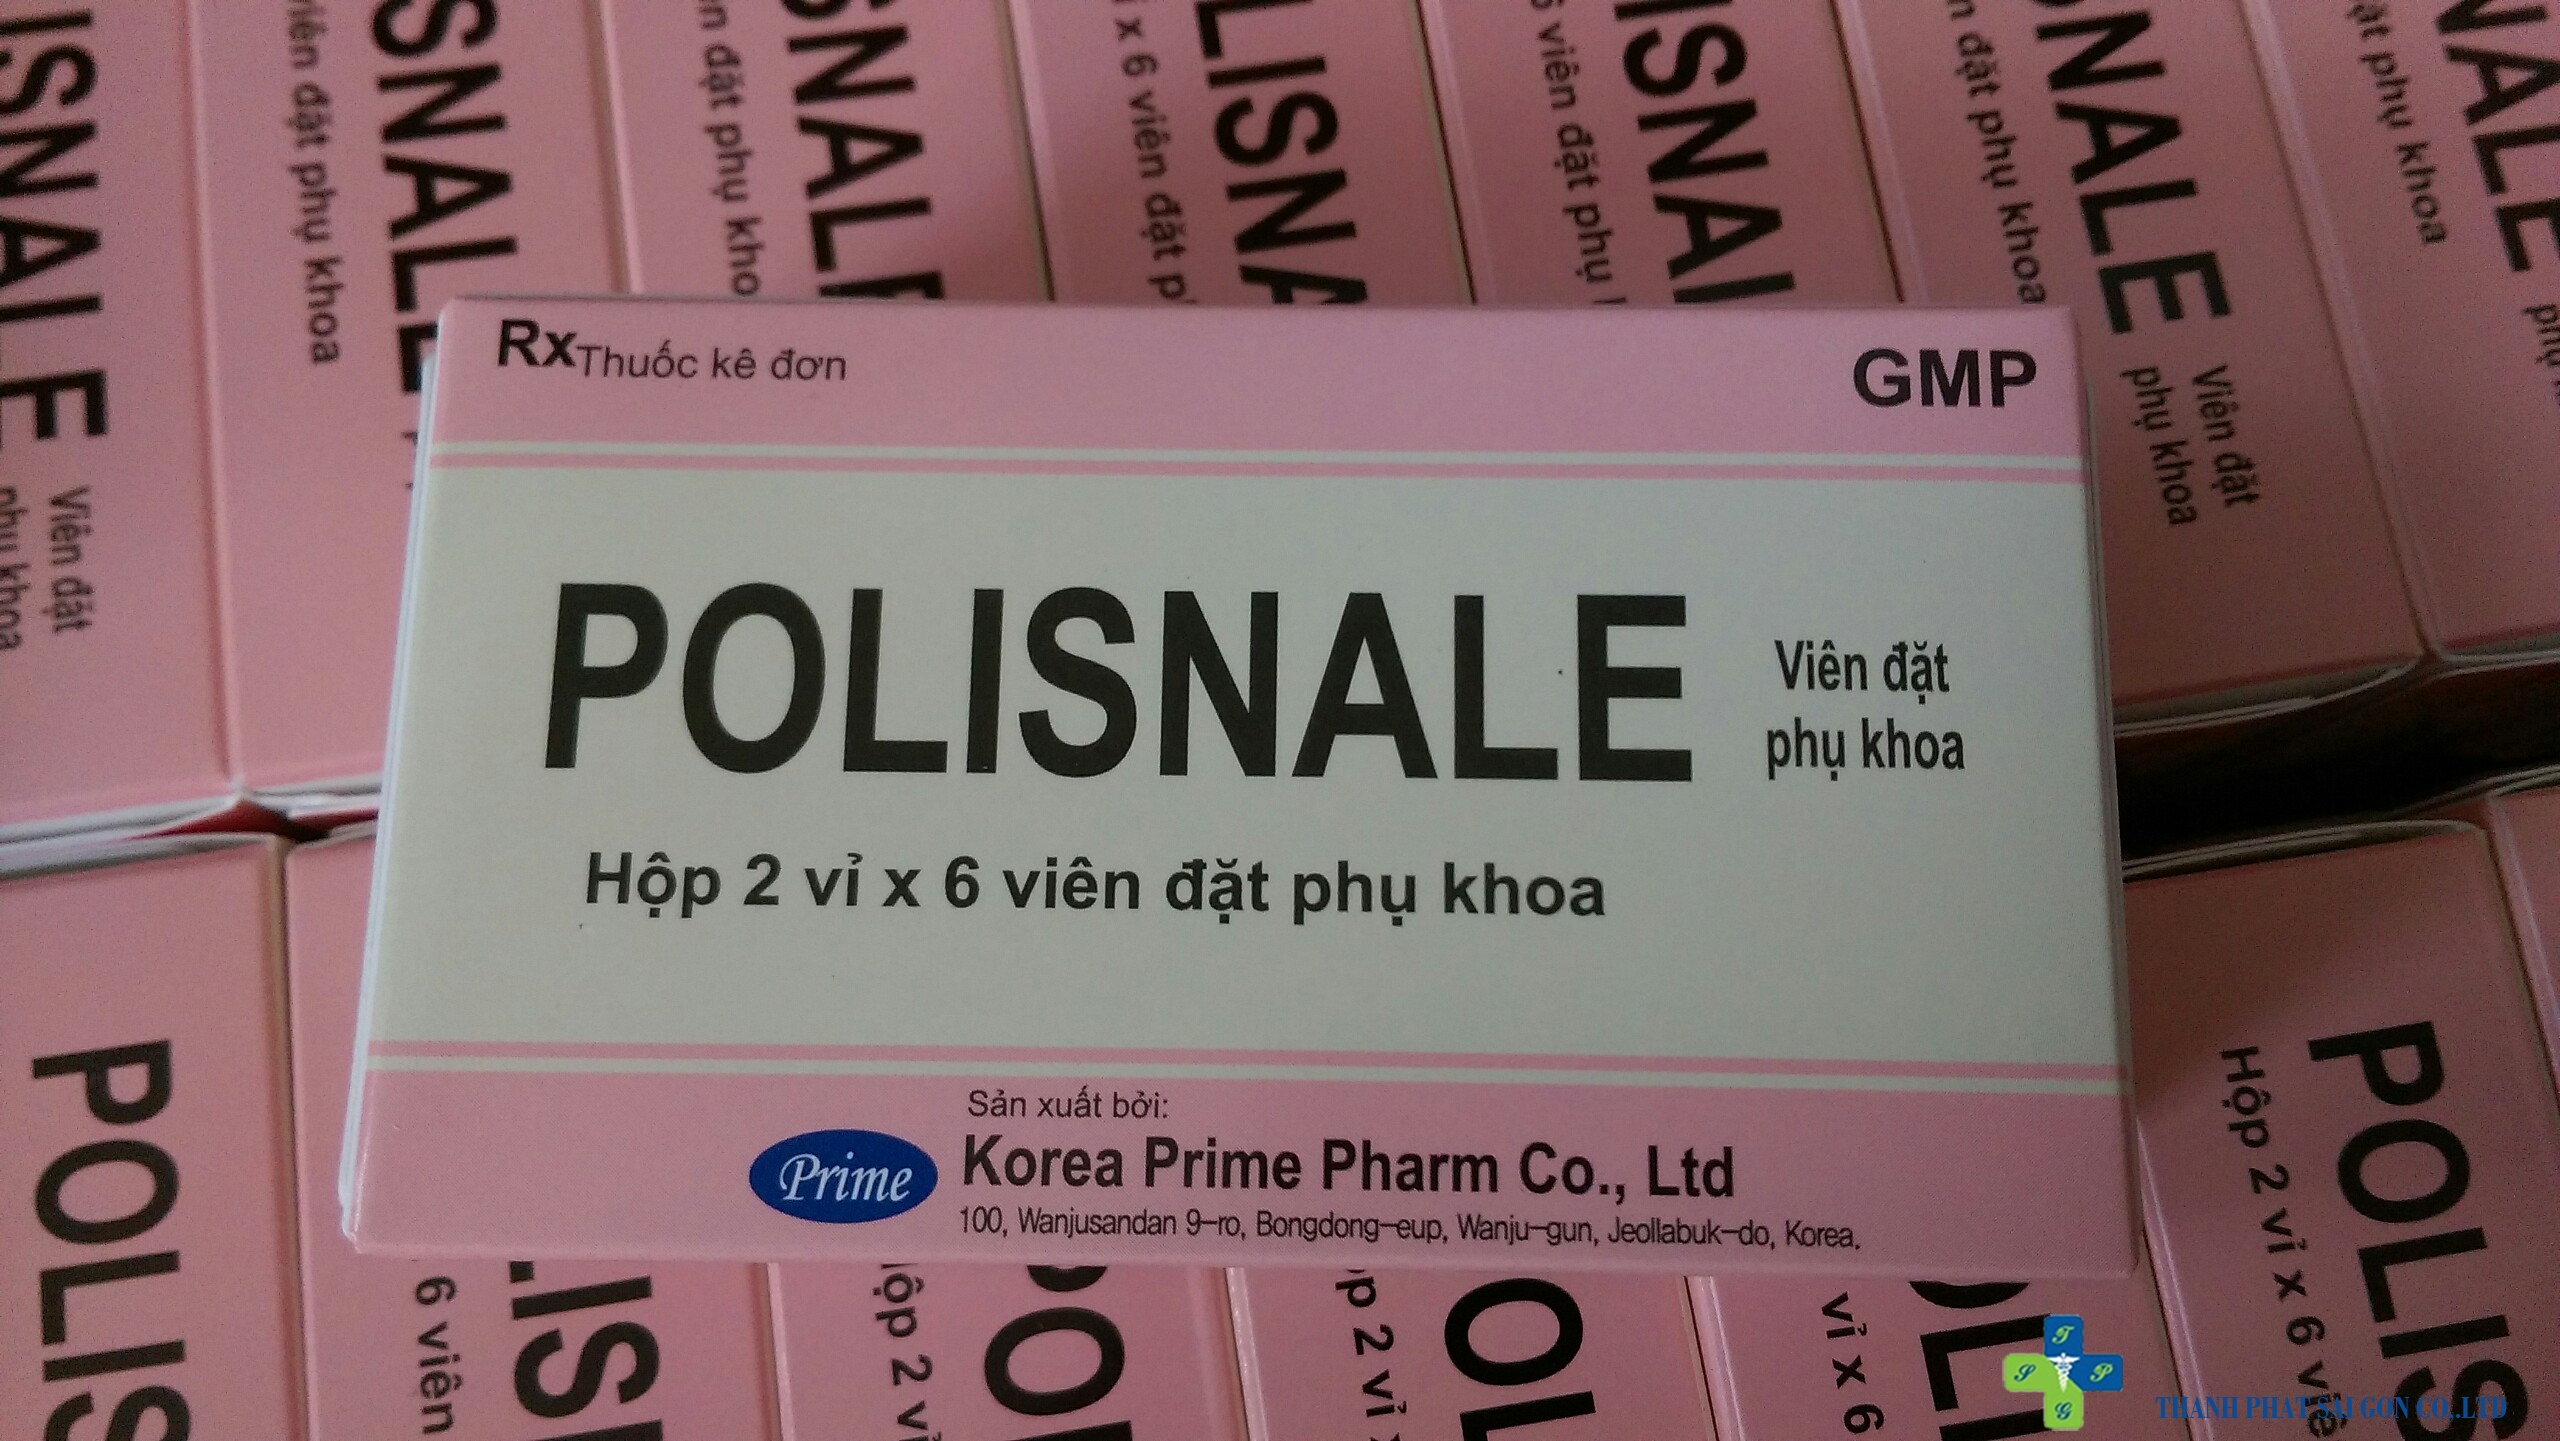 Rx Thuốc kê đơn
GMP
POLISNALE
Viên đặt
phụ khoa
Hộp 2 vỉ x 6 viên đặt phụ khoa
Sản xuất bởi:
Prime
Korea Prime Pharm Co., Ltd
100, Wanjusandan 9-ro, Bongdong-eup, Wanju-gun, Jeollabuk-do, Korea.
T
S
P
G
THANH PHAT SAI GON CO,.LTD